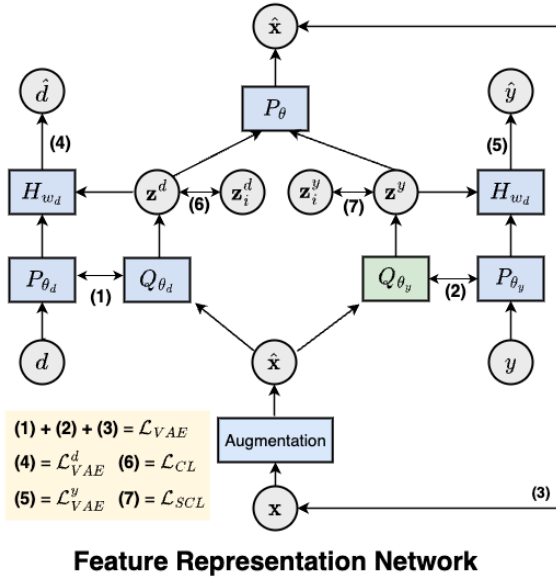 x̂
d̂
ŷ
P_θ
(4)
(5)
H_{w_d}
z^d
z_i^d
z_i^y
z^y
H_{w_d}
(6)
(7)
P_{θ_d}
Q_{θ_d}
Q_{θ_y}
P_{θ_y}
(1)
(2)
d
x̂
y
(1) + (2) + (3) = ℒ_{VAE}
(4) = ℒ^d_{VAE} (6) = ℒ_{CL}
(5) = ℒ^y_{VAE} (7) = ℒ_{SCL}
Augmentation
x
(3)
Feature Representation Network